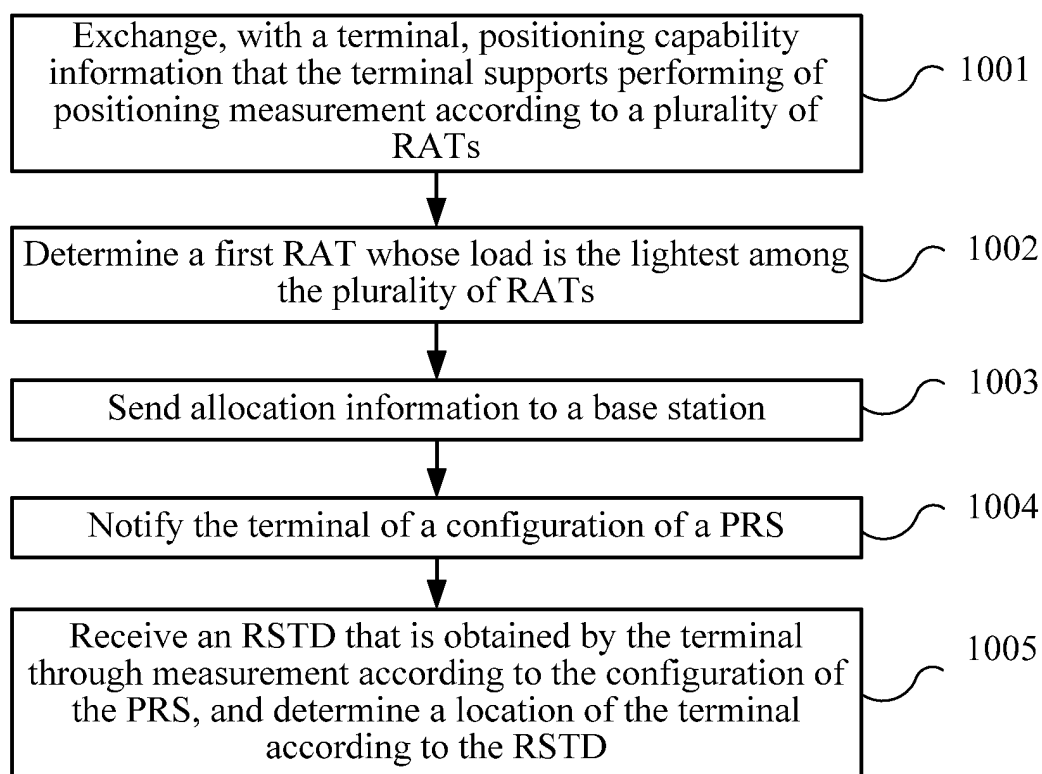 Exchange, with a terminal, positioning capability
information that the terminal supports performing of
positioning measurement according to a plurality of
RATs
1001
Determine a first RAT whose load is the lightest among
the plurality of RATs
1002
Send allocation information to a base station
1003
Notify the terminal of a configuration of a PRS
1004
Receive an RSTD that is obtained by the terminal
through measurement according to the configuration of
the PRS, and determine a location of the terminal
according to the RSTD
1005